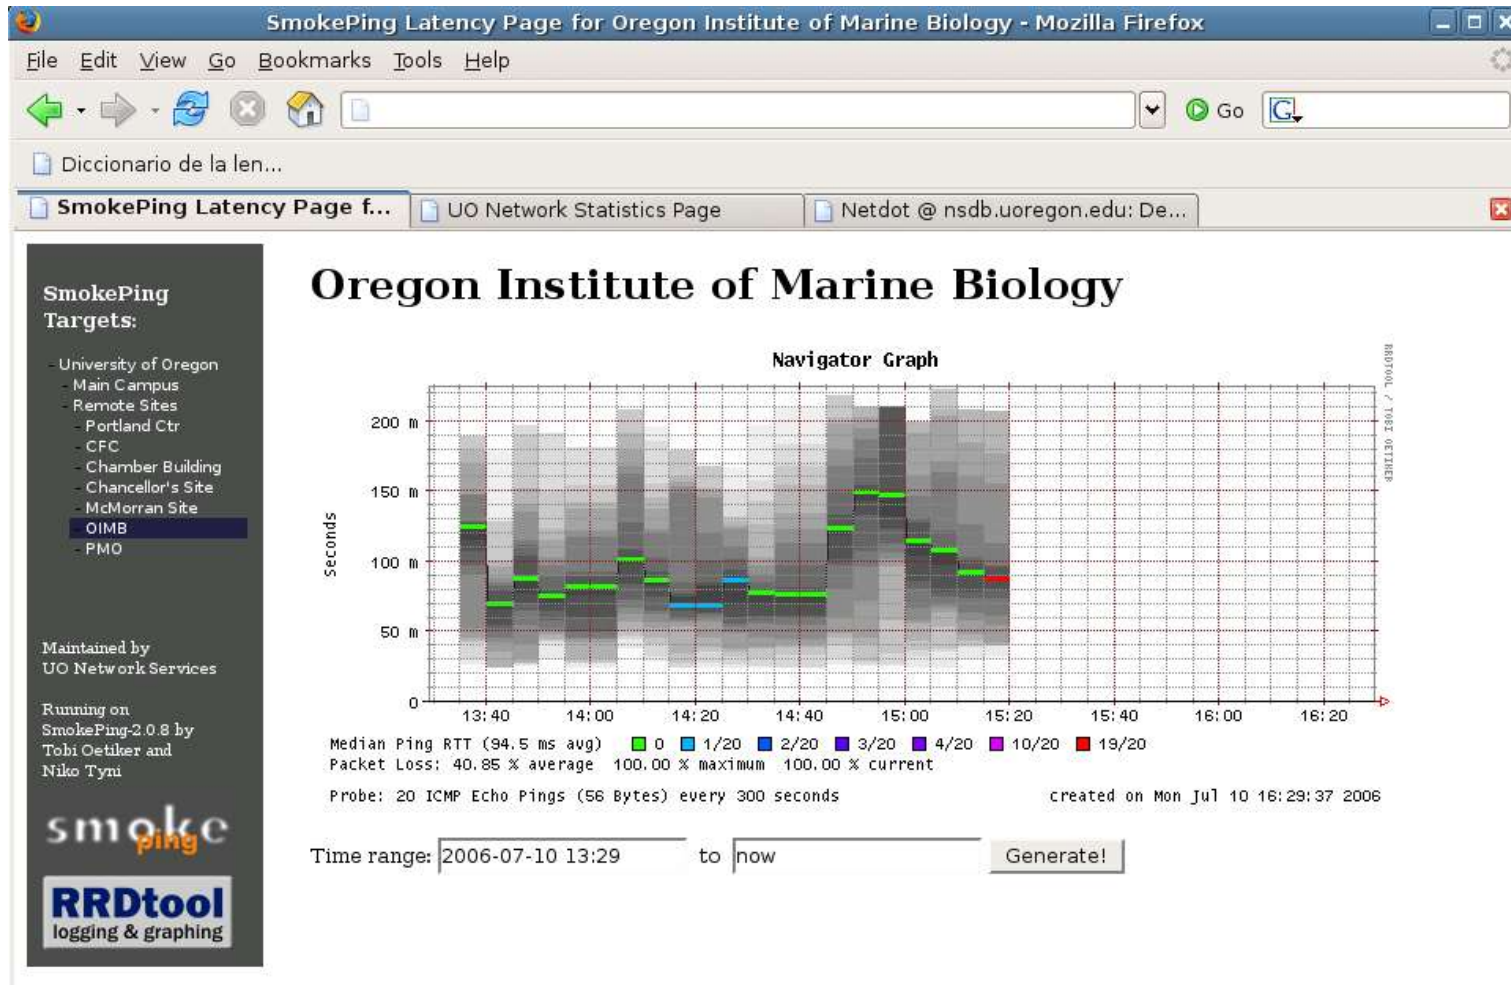 SmokePing Latency Page for Oregon Institute of Marine Biology - Mozilla Firefox
File Edit View Go Bookmarks Tools Help
Go G
Diccionario de la len...
SmokePing Latency Page f... UO Network Statistics Page Netdot @ nsdb.uoregon.edu: De...
SmokePing
Targets:
- University of Oregon
- Main Campus
- Remote Sites
- Portland Ctr
- CFC
- Chamber Building
- Chancellor's Site
- McMorran Site
- OIMB
- PMO
Maintained by
UO Network Services
Running on
SmokePing-2.0.8 by
Tobi Oetiker and
Niko Tyni
smoke
ping
RRDtool
logging & graphing
Oregon Institute of Marine Biology
Navigator Graph
RRDTOOL / TOBI OETIKER
Seconds
200 m
150 m
100 m
50 m
0
13:40 14:00 14:20 14:40 15:00 15:20 15:40 16:00 16:20
Median Ping RTT (94.5 ms avg) 0 1/20 2/20 3/20 4/20 10/20 19/20
Packet Loss: 40.85 % average 100.00 % maximum 100.00 % current
Probe: 20 ICMP Echo Pings (56 Bytes) every 300 seconds created on Mon Jul 10 16:29:37 2006
Time range: 2006-07-10 13:29 to now Generate!